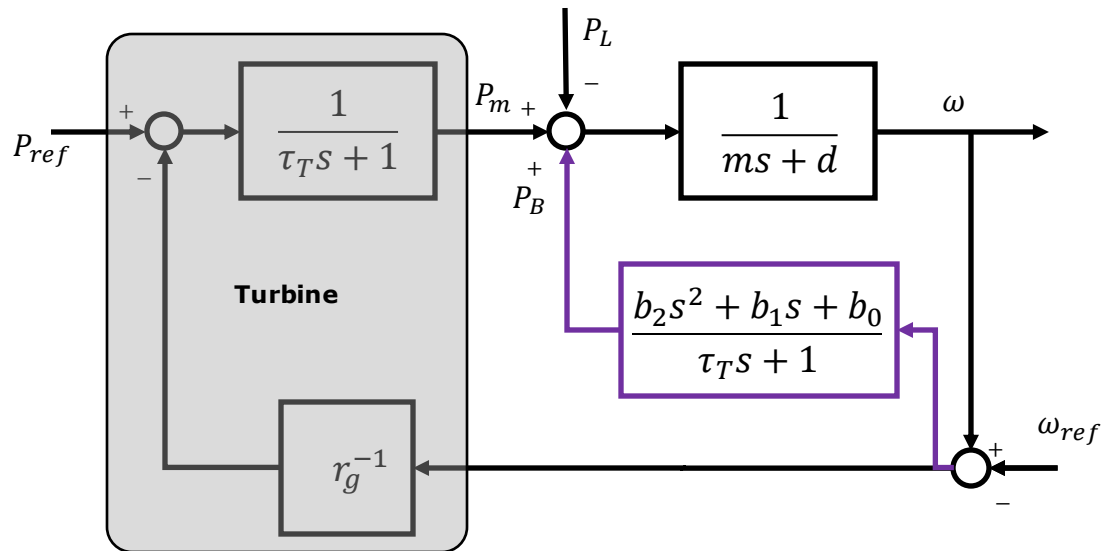 P_L
P_m
P_ref
+
−
1
τ_T s + 1
+
−
+
P_B
1
ms + d
ω
Turbine
b_2 s^2 + b_1 s + b_0
τ_T s + 1
r_g^{-1}
ω_ref
+
−